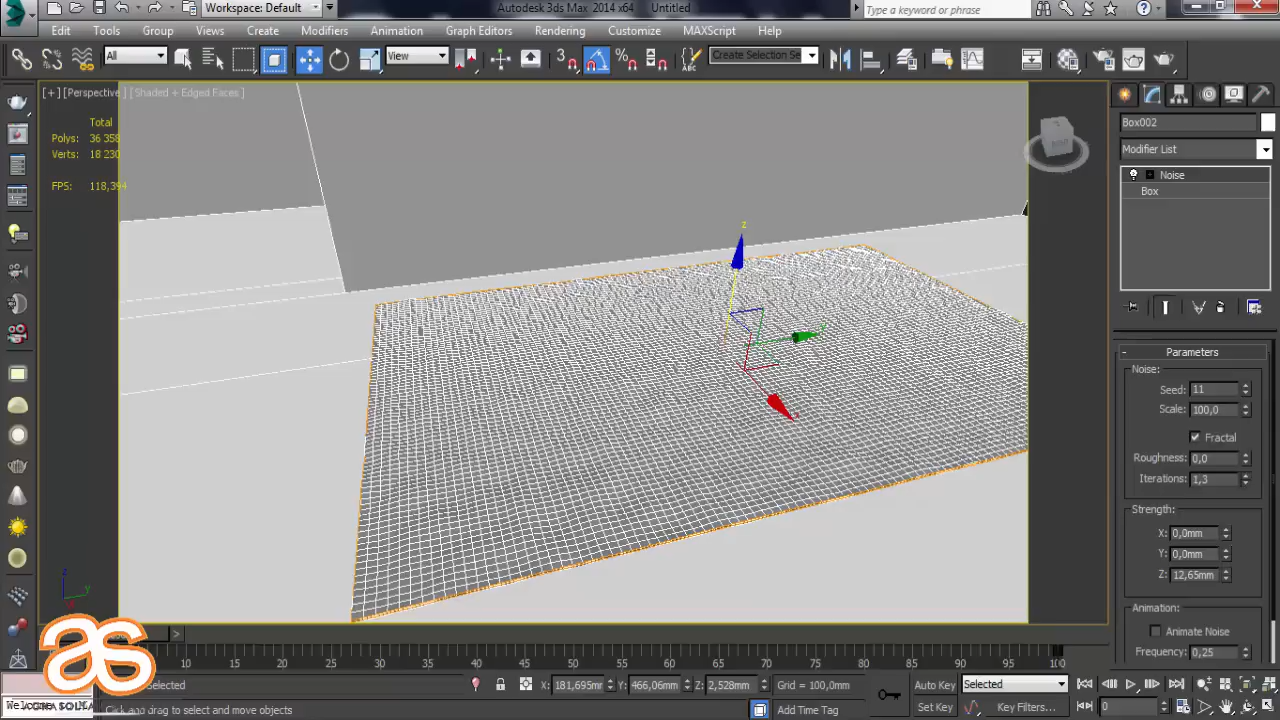 Workspace: Default
Autodesk 3ds Max 2014 x64 Untitled
Type a keyword or phrase
Edit Tools Group Views Create Modifiers Animation Graph Editors Rendering Customize MAXScript Help
All
View
3
Create Selection Se
[+] [Perspective ] [Shaded + Edged Faces ]
Total
Polys: 36 358
Verts: 18 230
FPS: 118,394
z
Box002
Modifier List
Noise
Box
Parameters
Noise:
Seed: 11
Scale: 100,0
Fractal
Roughness: 0,0
Iterations: 1,3
Strength:
X: 0,0mm
Y: 0,0mm
Z: 12,65mm
Animation:
Animate Noise
Frequency: 0,25
as
10 15 20 25 30 35 40 45 50 55 60 65 70 75 80 85 90 95 100
Selected
X: 181,695mr
Y: 466,06mm
Z: 2,528mm
Grid = 100,0mm
Auto Key
Selected
Set Key
Key Filters...
0
Click and drag to select and move objects
Add Time Tag